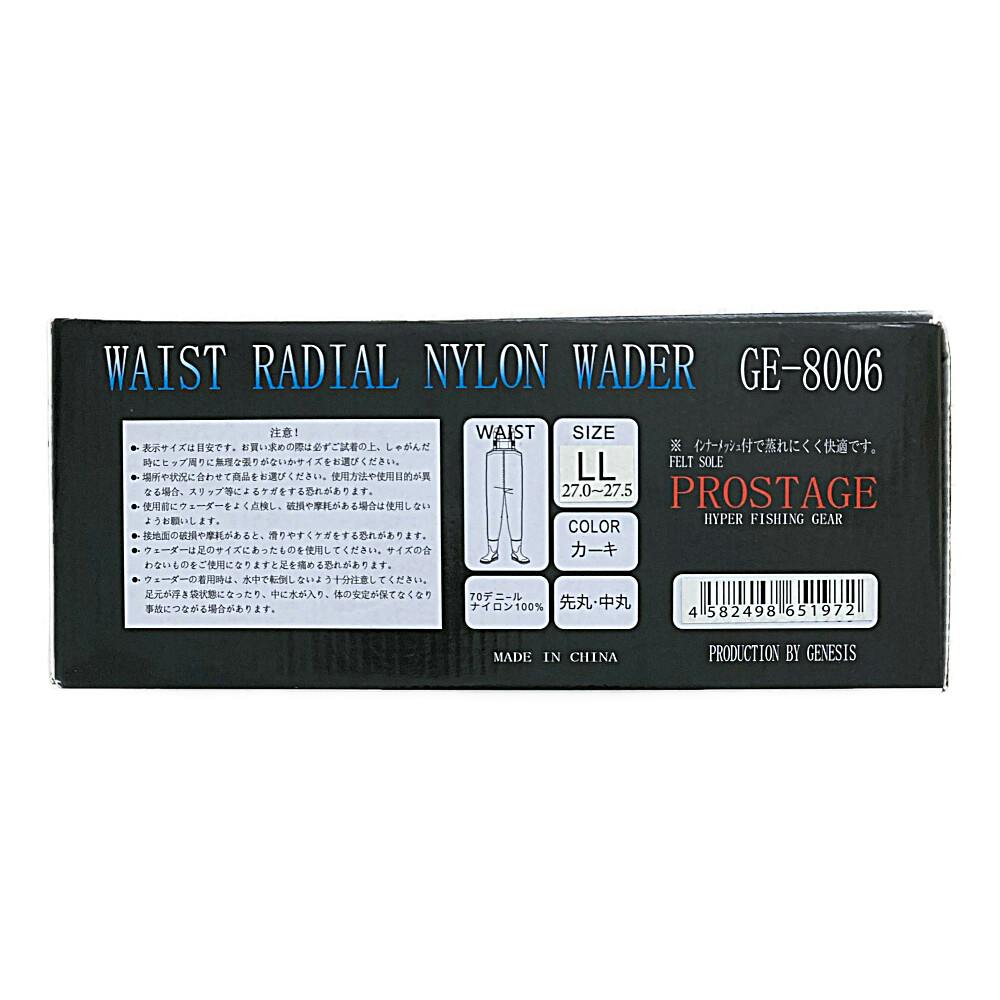 WAIST RADIAL NYLON WADER GE-8006
注意！
●・表示サイズは目安です。お買い求めの際は必ずご試着の上、しゃがんだ
時にヒップ周りに無理な張りがないかサイズをお選びください。
●・場所や状況に合わせて商品をお選びください。使用方法や使用目的が異
なる場合、スリップ等によるケガをする恐れがあります。
●・使用前にウェーダーをよく点検し、破損や摩耗がある場合は使用しない
ようお願いします。
●・接地面の破損や摩耗があると、滑りやすくケガをする恐れがあります。
●・ウェーダーは足のサイズにあったものを使用してください。サイズの合
わないものをご使用になりますと足を痛める恐れがあります。
●・ウェーダーの着用時は、水中で転倒しないよう十分注意してください。
足元が浮き袋状態になったり、中に水が入り、体の安定が保てなくなり
事故につながる場合があります。
WAIST
SIZE
LL
27.0～27.5
COLOR
カーキ
70デニール
ナイロン100%
先丸・中丸
MADE IN CHINA
※ ｲﾝﾅｰﾒｯｼｭ付で蒸れにくく快適です。
FELT SOLE
PROSTAGE
HYPER FISHING GEAR
4 582498 651972
PRODUCTION BY GENESIS